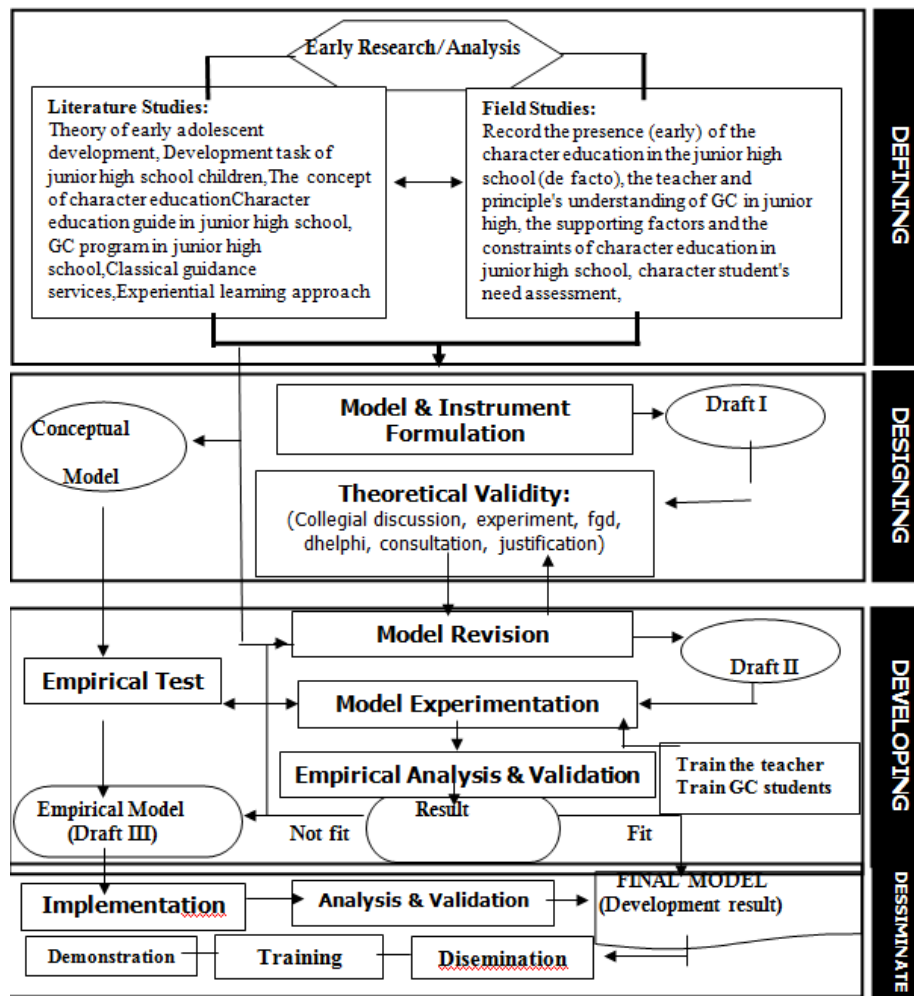 Early Research/Analysis
Literature Studies:
Theory of early adolescent
development, Development task of
junior high school children,The concept
of character educationCharacter
education guide in junior high school,
GC program in junior high
school,Classical guidance
services,Experiential learning approach
Field Studies:
Record the presence (early) of the
character education in the junior high
school (de facto), the teacher and
principle's understanding of GC in junior
high, the supporting factors and the
constraints of character education in
junior high school, character student's
need assessment,
DEFINING
Conceptual
Model
Model & Instrument
Formulation
Draft I
Theoretical Validity:
(Collegial discussion, experiment, fgd,
dhelphi, consultation, justification)
DESIGNING
Model Revision
Draft II
Empirical Test
Model Experimentation
Empirical Analysis & Validation
Train the teacher
Train GC students
Empirical Model
(Draft III)
Not fit
Result
Fit
DEVELOPING
Implementation
Analysis & Validation
FINAL MODEL
(Development result)
Demonstration
Training
Disemination
DESSIMINATE